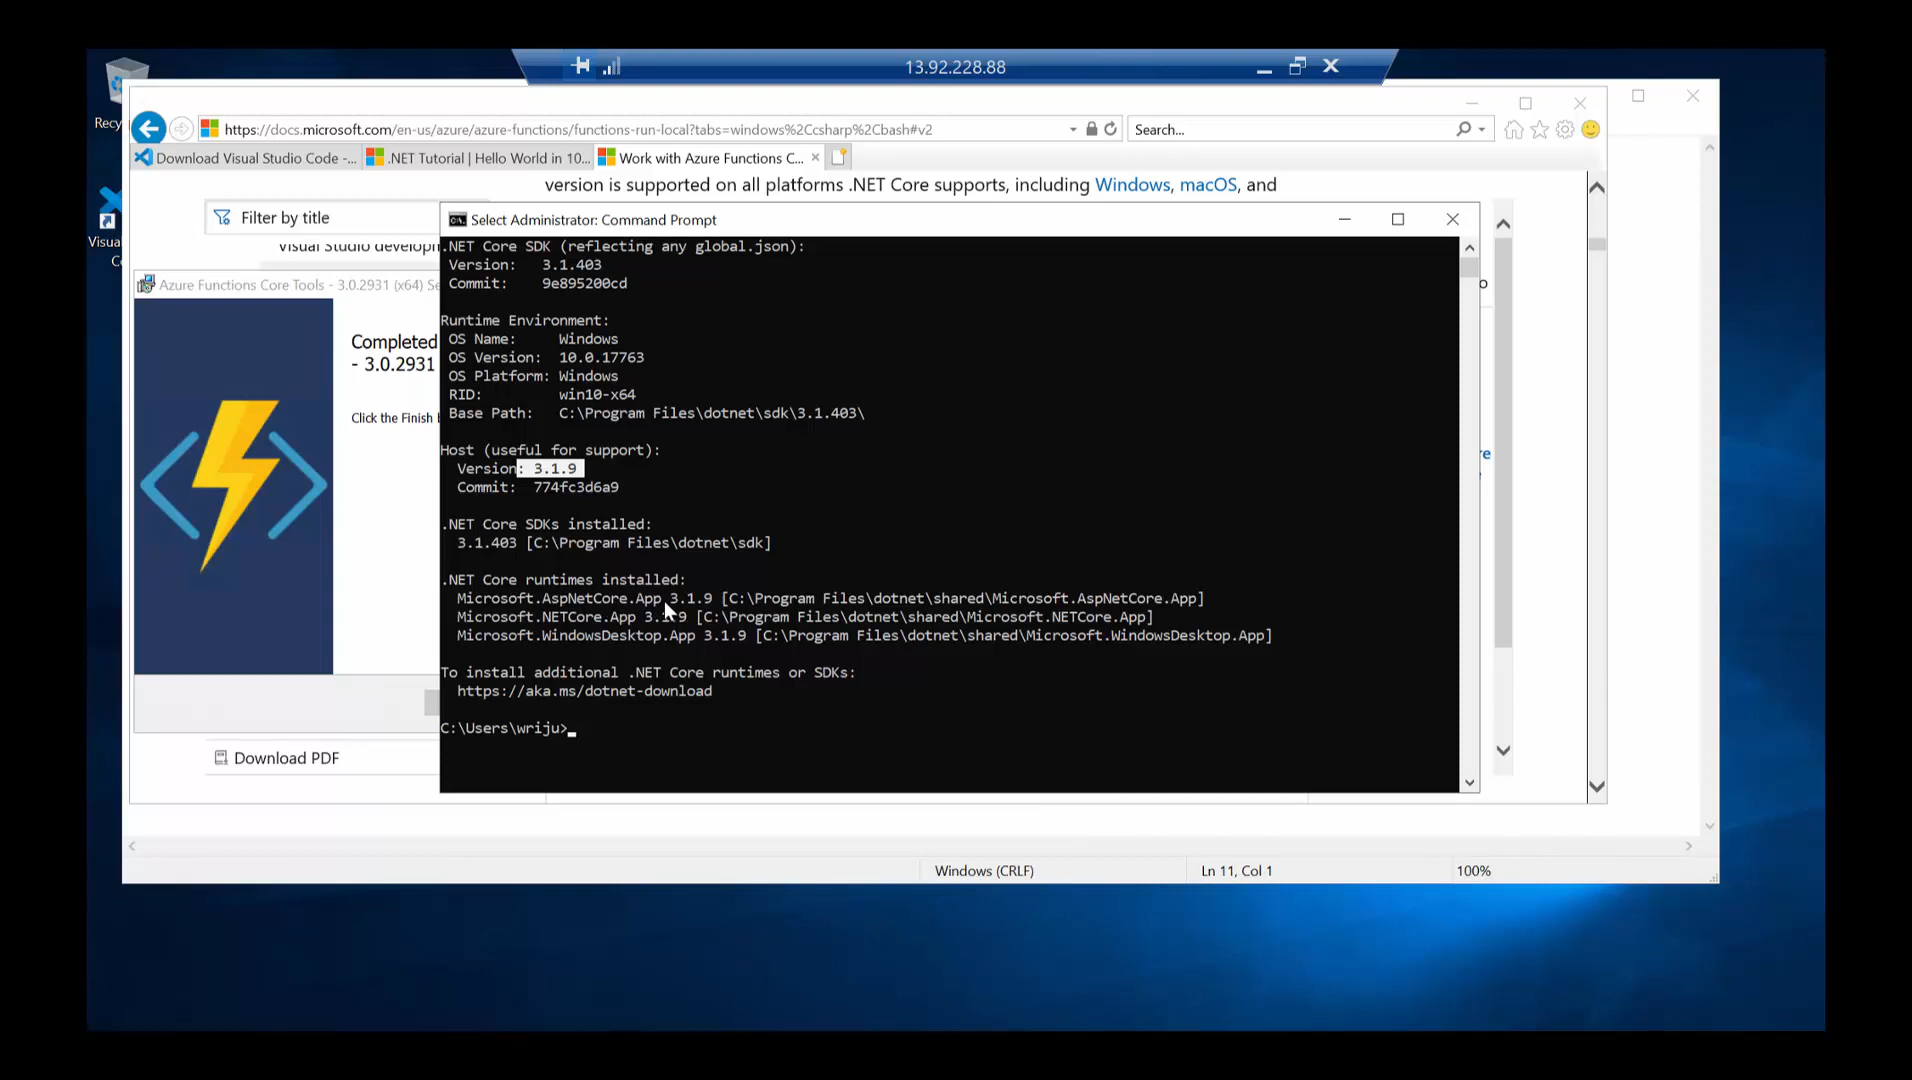 13.92.228.88
Recy
https://docs.microsoft.com/en-us/azure/azure-functions/functions-run-local?tabs=windows%2Ccsharp%2Cbash#v2
Search...
Download Visual Studio Code -...
.NET Tutorial | Hello World in 10...
Work with Azure Functions C...
version is supported on all platforms .NET Core supports, including Windows, macOS, and
Filter by title
Select Administrator: Command Prompt
Visual
Co
Visual Studio develop
.NET Core SDK (reflecting any global.json):
Version: 3.1.403
Commit: 9e895200cd
Azure Functions Core Tools - 3.0.2931 (x64) Se
Completed
- 3.0.2931
Click the Finish
Runtime Environment:
OS Name: Windows
OS Version: 10.0.17763
OS Platform: Windows
RID: win10-x64
Base Path: C:\Program Files\dotnet\sdk\3.1.403\
Host (useful for support):
Version: 3.1.9
Commit: 774fc3d6a9
.NET Core SDKs installed:
3.1.403 [C:\Program Files\dotnet\sdk]
.NET Core runtimes installed:
Microsoft.AspNetCore.App 3.1.9 [C:\Program Files\dotnet\shared\Microsoft.AspNetCore.App]
Microsoft.NETCore.App 3.1.9 [C:\Program Files\dotnet\shared\Microsoft.NETCore.App]
Microsoft.WindowsDesktop.App 3.1.9 [C:\Program Files\dotnet\shared\Microsoft.WindowsDesktop.App]
To install additional .NET Core runtimes or SDKs:
https://aka.ms/dotnet-download
C:\Users\wriju>
Download PDF
Windows (CRLF)
Ln 11, Col 1
100%